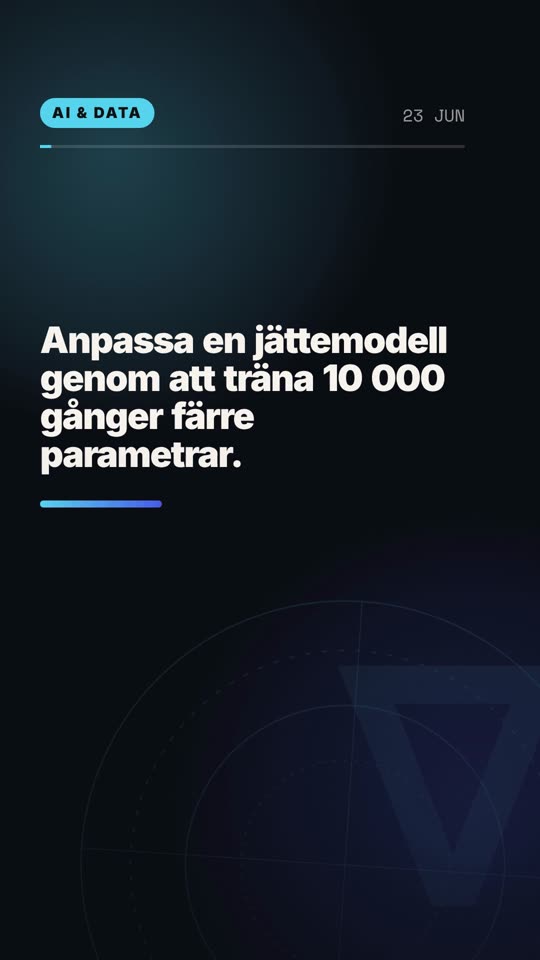 AI & DATA
23 JUN
Anpassa en jättemodell
genom att träna 10 000
gånger färre
parametrar.